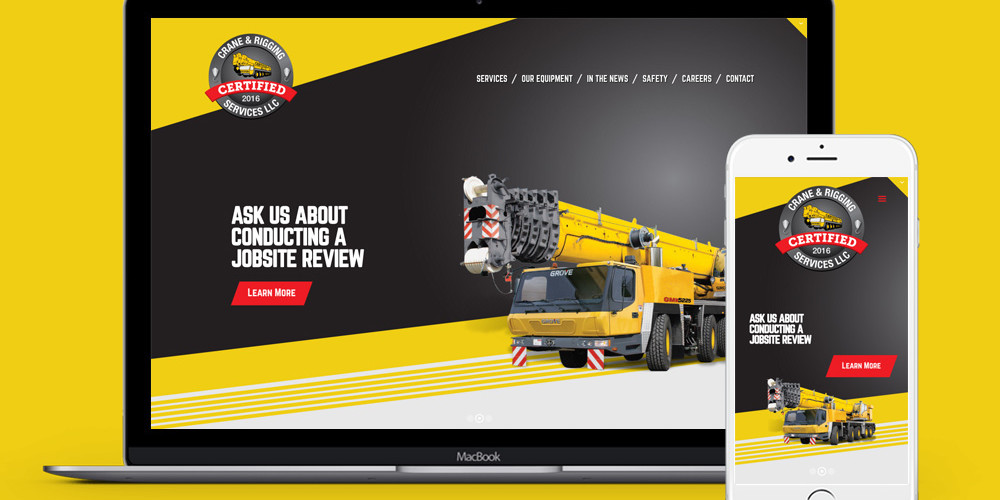 CRANE & RIGGING
CERTIFIED
2016
SERVICES LLC
SERVICES / OUR EQUIPMENT / IN THE NEWS / SAFETY / CAREERS / CONTACT
ASK US ABOUT
CONDUCTING A
JOBSITE REVIEW
LEARN MORE
GROVE
MacBook
CRANE & RIGGING
CERTIFIED
2016
SERVICES LLC
ASK US ABOUT
CONDUCTING A
JOBSITE REVIEW
LEARN MORE